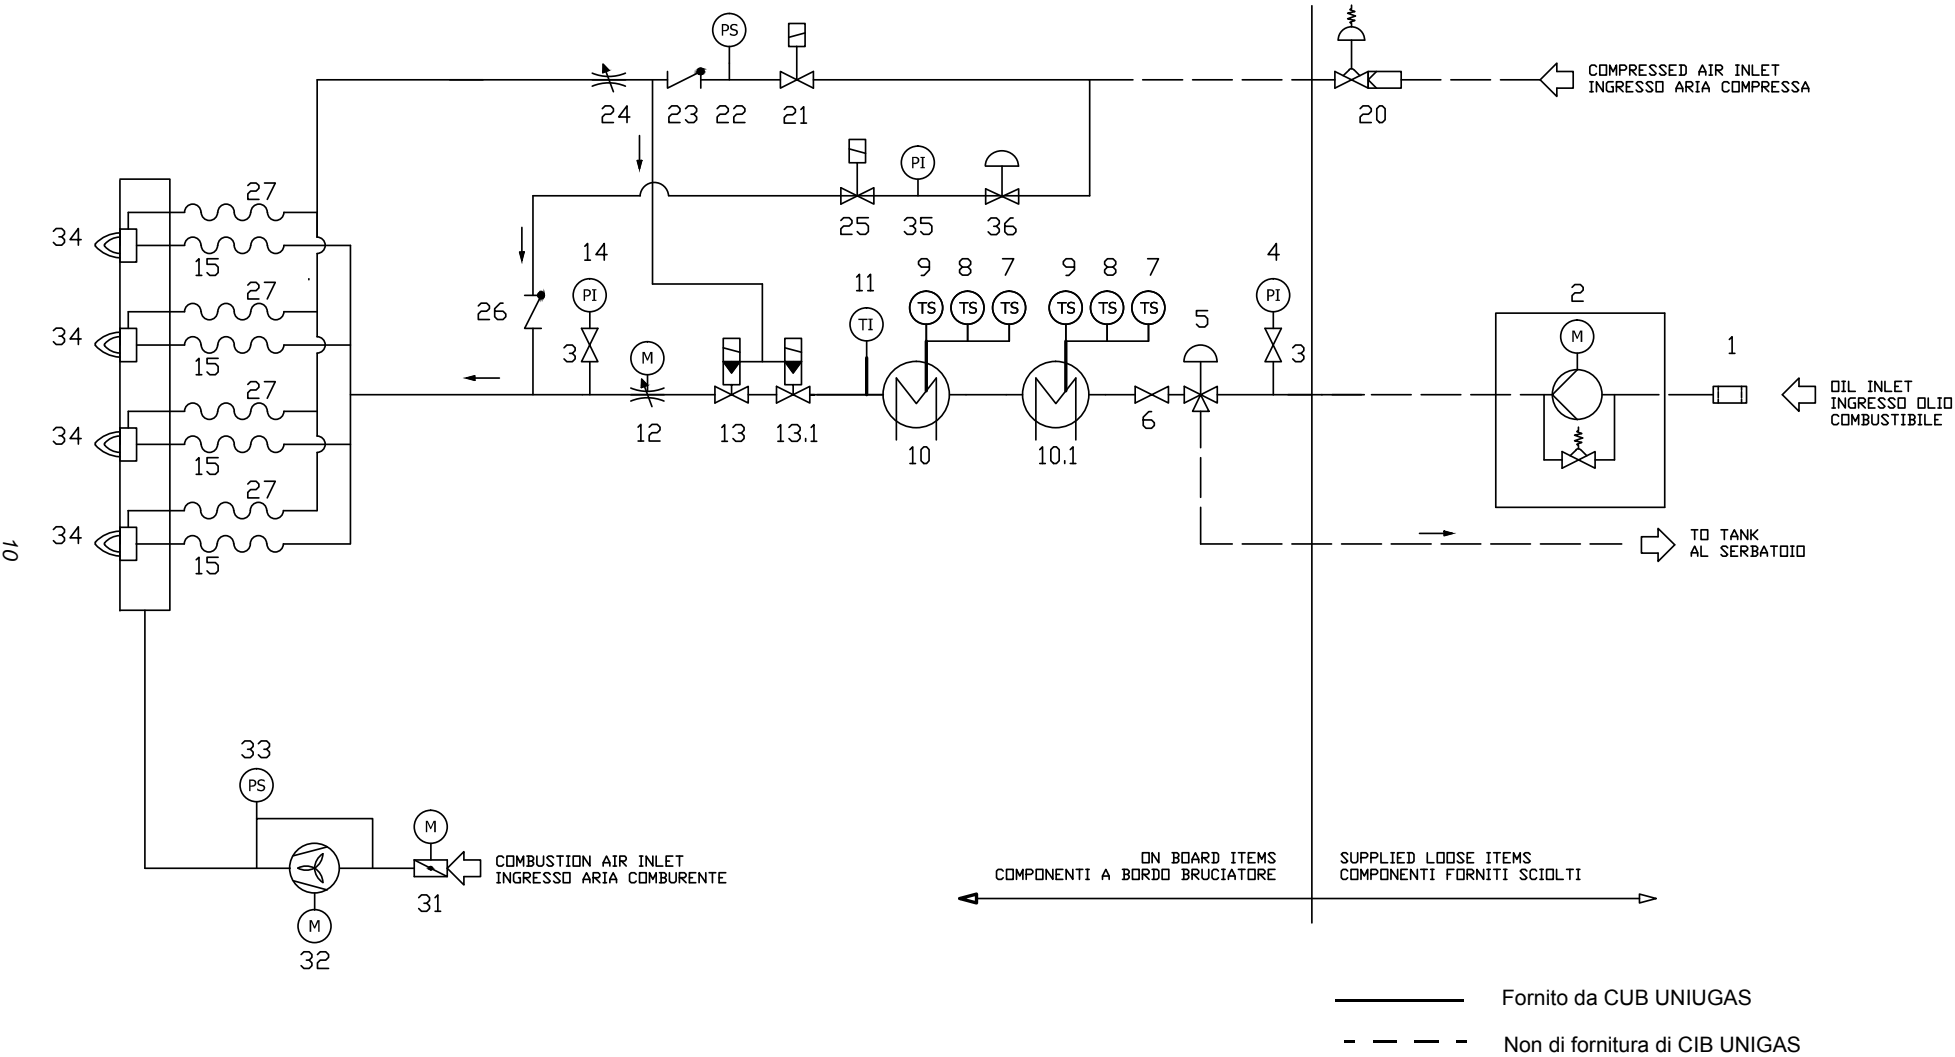 PS
24
23
22
21
20
COMPRESSED AIR INLET
INGRESSO ARIA COMPRESSA
PI
25
35
36
27
34
15
27
34
15
27
34
15
27
34
15
26
14
PI
3
M
12
13
13.1
11
TI
9
8
7
TS
TS
TS
10
9
8
7
TS
TS
TS
10.1
6
5
4
PI
3
2
M
1
OIL INLET
INGRESSO OLIO
COMBUSTIBILE
TO TANK
AL SERBATOIO
10
33
PS
M
31
M
32
COMBUSTION AIR INLET
INGRESSO ARIA COMBURENTE
ON BOARD ITEMS
COMPONENTI A BORDO BRUCIATORE
SUPPLIED LOOSE ITEMS
COMPONENTI FORNITI SCIOLTI
Fornito da CUB UNIUGAS
Non di fornitura di CIB UNIGAS